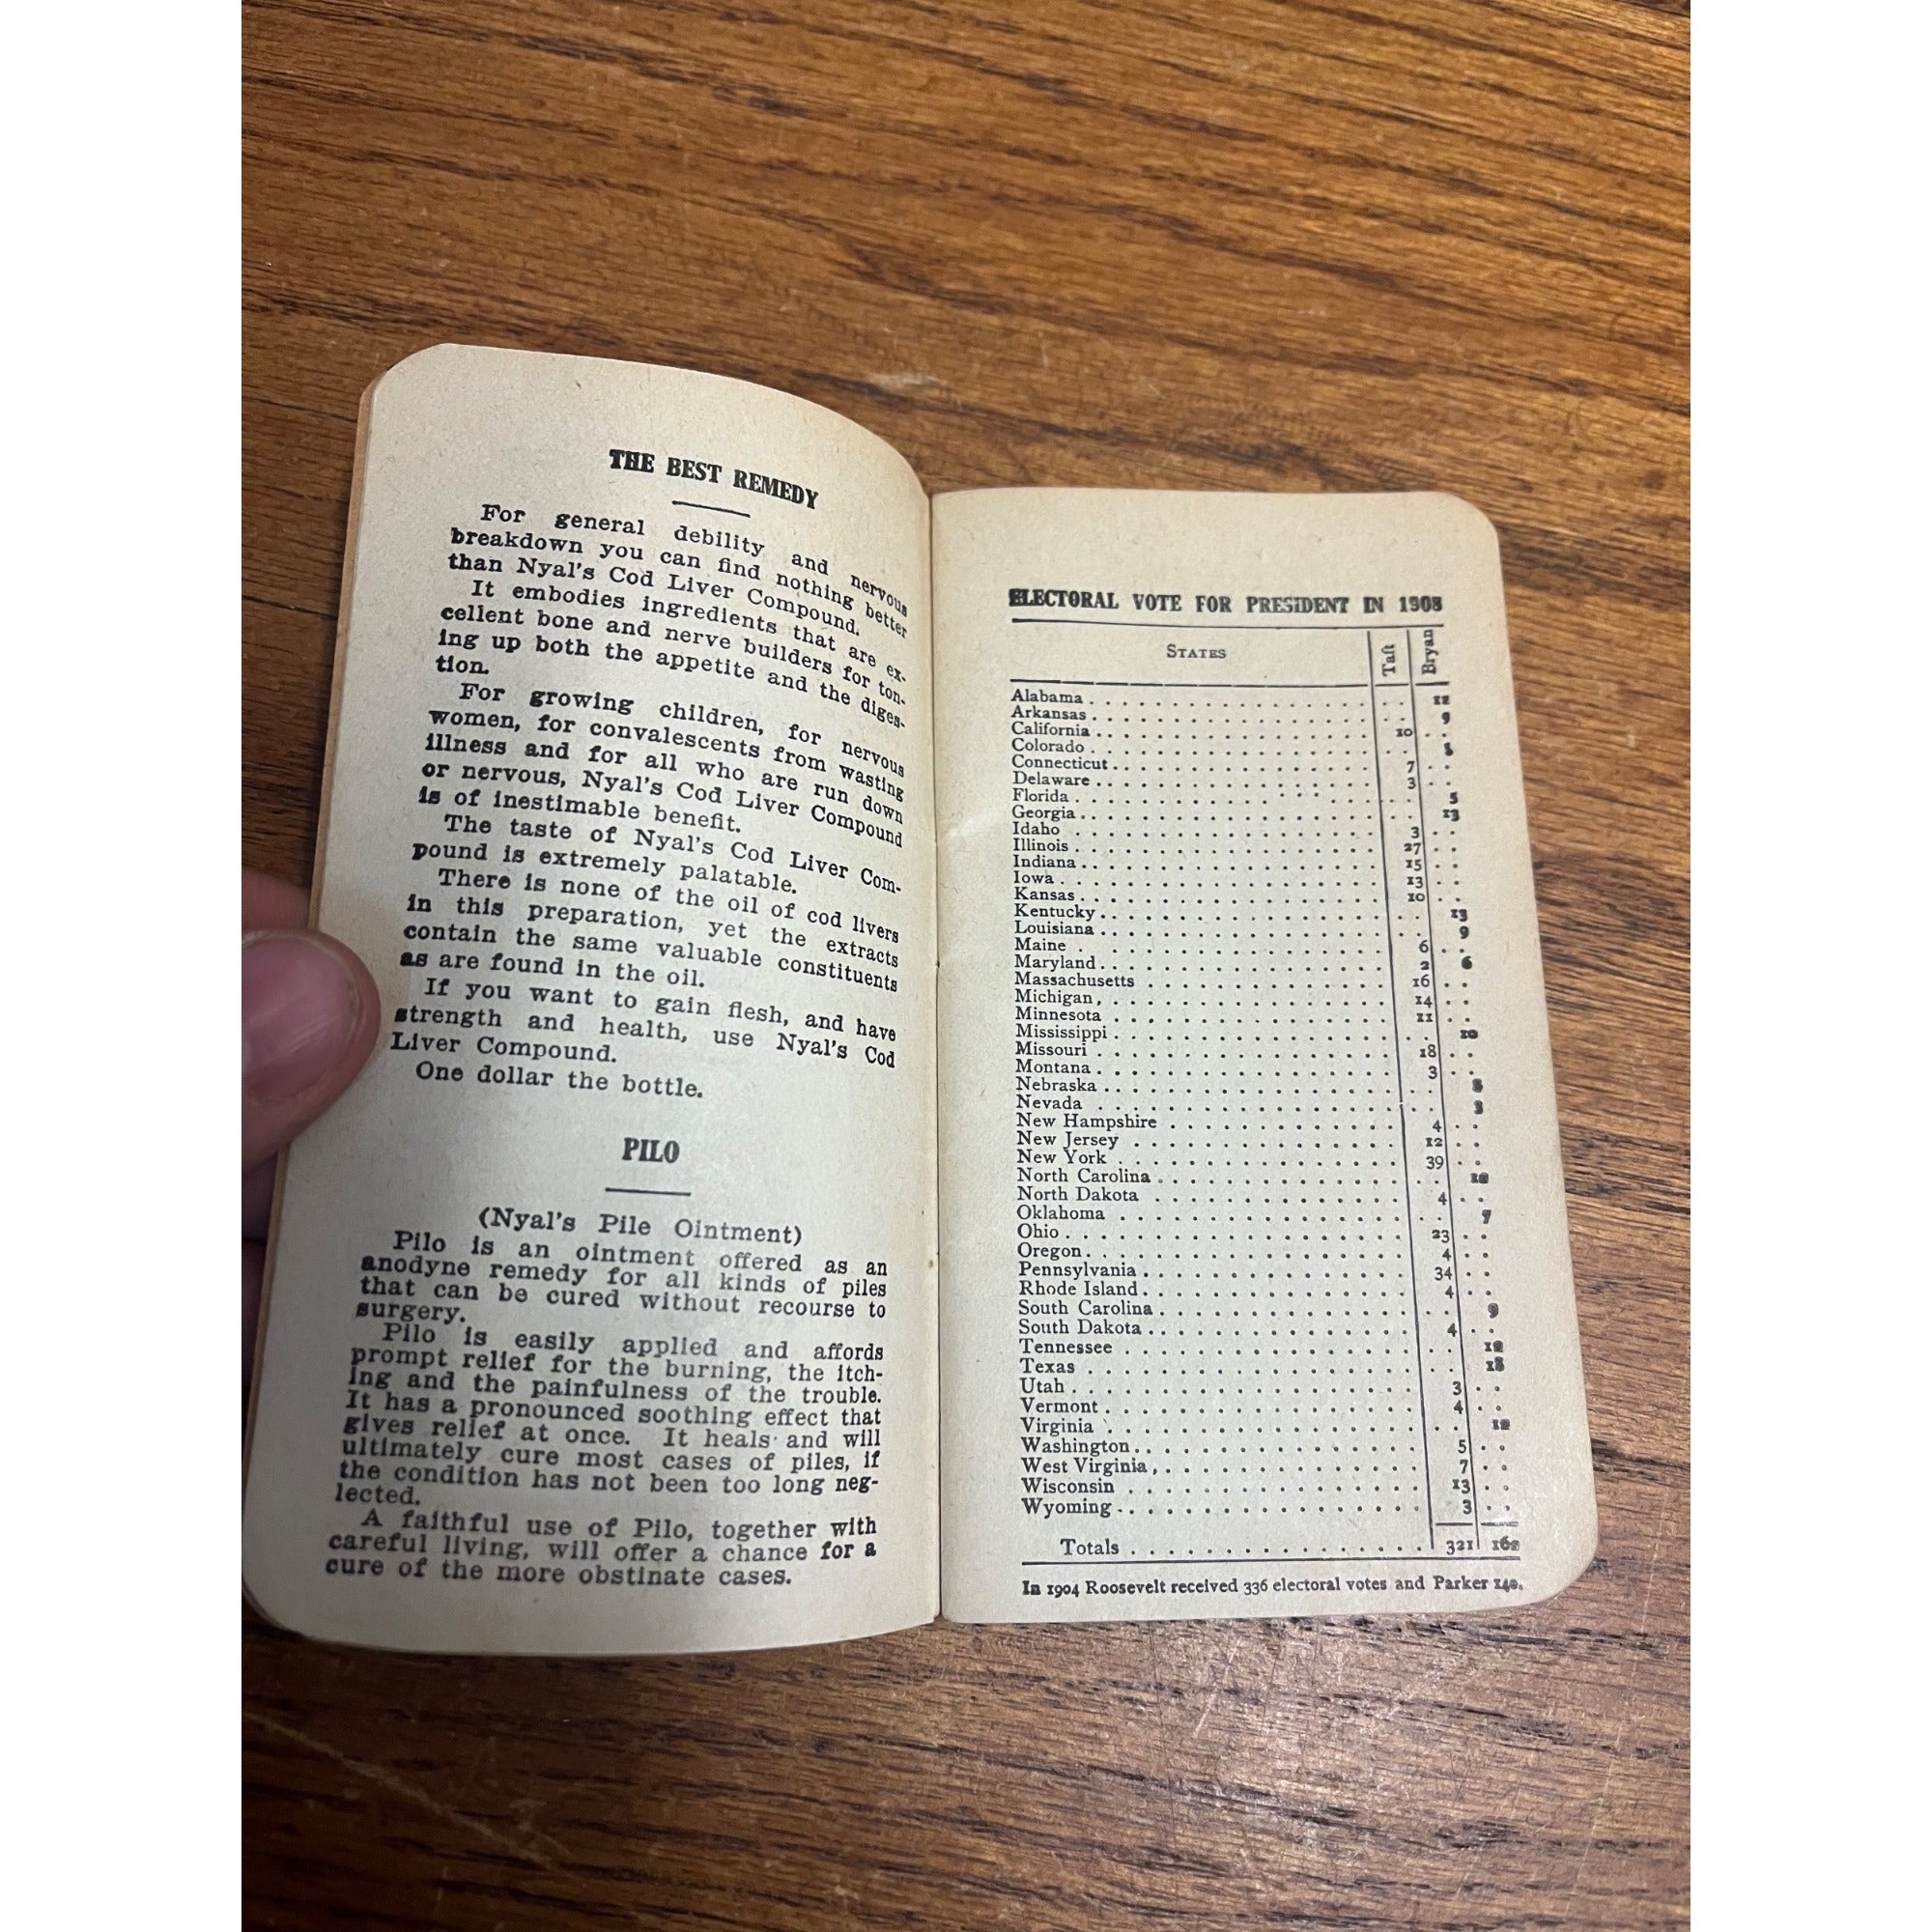 THE BEST REMEDY
For general debility and nervous
breakdown you can find nothing better
than Nyal's Cod Liver Compound.
It embodies ingredients that are ex-
cellent bone and nerve builders for ton-
ing up both the appetite and the diges-
tion.
For growing children, for nervous
women, for convalescents from wasting
illness and for all who are run down
or nervous, Nyal's Cod Liver Compound
is of inestimable benefit.
The taste of Nyal's Cod Liver Com-
pound is extremely palatable.
There is none of the oil of cod livers
in this preparation, yet the extracts
contain the same valuable constituents
as are found in the oil.
If you want to gain flesh, and have
strength and health, use Nyal's Cod
Liver Compound.
One dollar the bottle.
PILO
(Nyal's Pile Ointment)
Pilo is an ointment offered as an
anodyne remedy for all kinds of piles
that can be cured without recourse to
surgery.
Pilo is easily applied and affords
prompt relief for the burning, the itch-
ing and the painfulness of the trouble.
It has a pronounced soothing effect that
gives relief at once. It heals and will
ultimately cure most cases of piles, if
the condition has not been too long neg-
lected.
A faithful use of Pilo, together with
careful living, will offer a chance for a
cure of the more obstinate cases.
ELECTORAL VOTE FOR PRESIDENT IN 1908
States Taft Bryan
Alabama . . . 11
Arkansas . . . 9
California . . . 10 . .
Colorado . . . 5
Connecticut . . . 7 . .
Delaware . . . 3 . .
Florida . . . 5
Georgia . . . 13
Idaho . . . 3 . .
Illinois . . . 27 . .
Indiana . . . 15 . .
Iowa . . . 13 . .
Kansas . . . 10 . .
Kentucky . . . 13
Louisiana . . . 9
Maine . . . 6 . .
Maryland . . . 2 6
Massachusetts . . . 16 . .
Michigan, . . . 14 . .
Minnesota . . . 11 . .
Mississippi . . . 10
Missouri . . . 18 . .
Montana . . . 3 . .
Nebraska . . . 8
Nevada . . . 3
New Hampshire . . . 4 . .
New Jersey . . . 12 . .
New York . . . 39 . .
North Carolina . . . 12
North Dakota . . . 4 . .
Oklahoma . . . 7
Ohio . . . 23 . .
Oregon . . . 4 . .
Pennsylvania . . . 34 . .
Rhode Island . . . 4 . .
South Carolina . . . 9
South Dakota . . . 4 . .
Tennessee . . . 12
Texas . . . 18
Utah . . . 3 . .
Vermont . . . 4 . .
Virginia . . . 12
Washington . . . 5 . .
West Virginia, . . . 7 . .
Wisconsin . . . 13 . .
Wyoming . . . 3 . .
Totals . . . 321 162
In 1904 Roosevelt received 336 electoral votes and Parker 140.